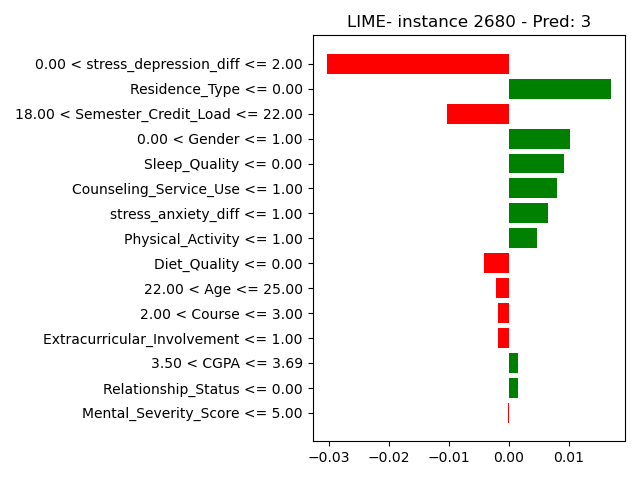 LIME- instance 2680 - Pred: 3
0.00 < stress_depression_diff <= 2.00
Residence_Type <= 0.00
18.00 < Semester_Credit_Load <= 22.00
0.00 < Gender <= 1.00
Sleep_Quality <= 0.00
Counseling_Service_Use <= 1.00
stress_anxiety_diff <= 1.00
Physical_Activity <= 1.00
Diet_Quality <= 0.00
22.00 < Age <= 25.00
2.00 < Course <= 3.00
Extracurricular_Involvement <= 1.00
3.50 < CGPA <= 3.69
Relationship_Status <= 0.00
Mental_Severity_Score <= 5.00
−0.03 −0.02 −0.01 0.00 0.01